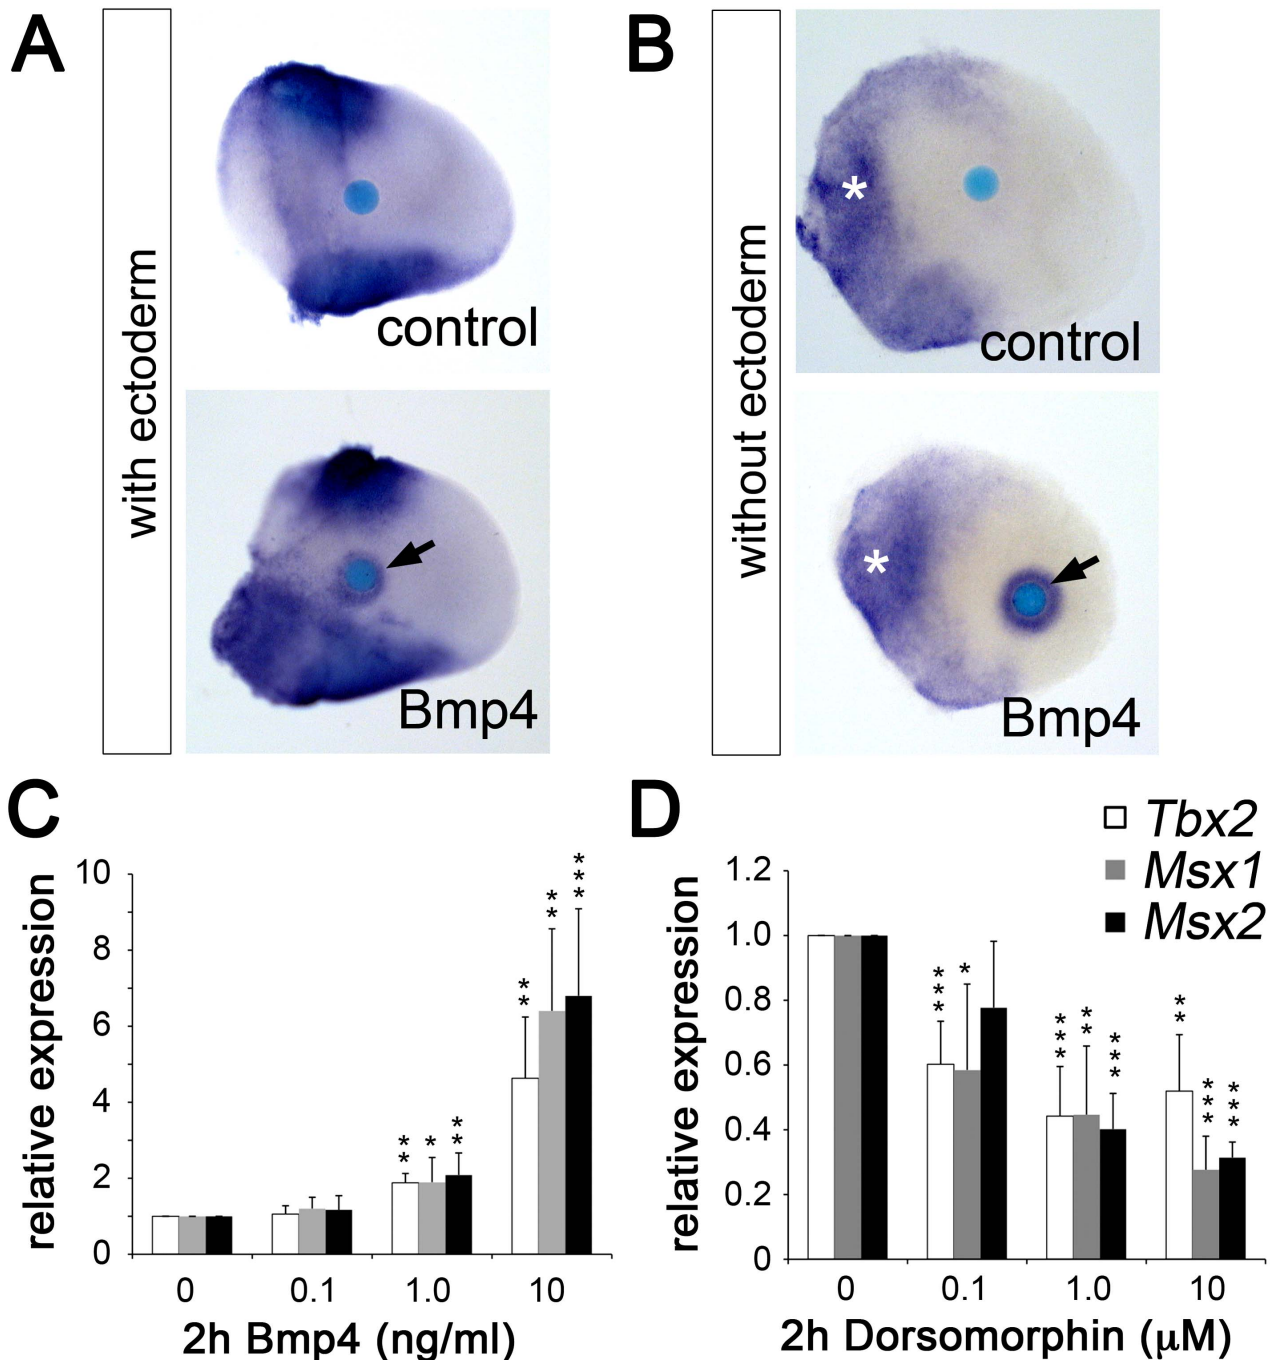 A
with ectoderm
control
Bmp4
B
without ectoderm
*
control
*
Bmp4
C
relative expression
10
8
6
4
2
0
** * **
** ** ***
0 0.1 1.0 10
2h Bmp4 (ng/ml)
D
Tbx2
Msx1
Msx2
relative expression
1.2
1.0
0.8
0.6
0.4
0.2
0
*** *
*** ** ***
** *** ***
0 0.1 1.0 10
2h Dorsomorphin (μM)